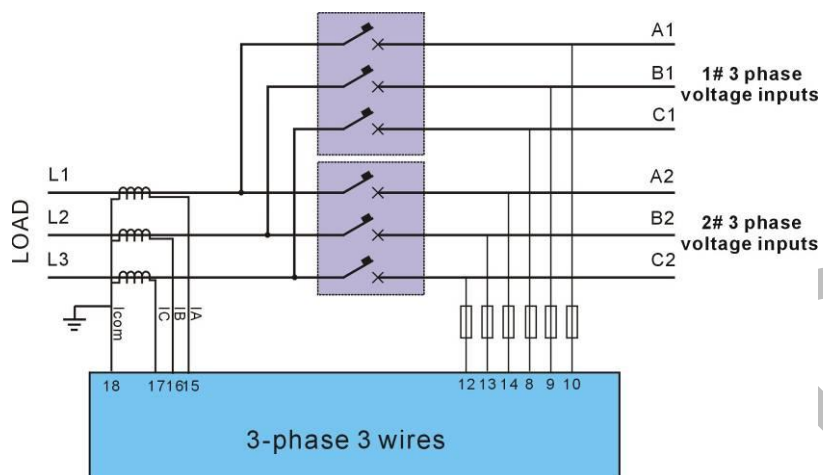 A1
B1
1# 3 phase
voltage inputs
C1
L1
A2
L2
B2
2# 3 phase
voltage inputs
LOAD
L3
C2
Icom
IC
IB
IA
18
17
16
15
12
13
14
8
9
10
3-phase 3 wires